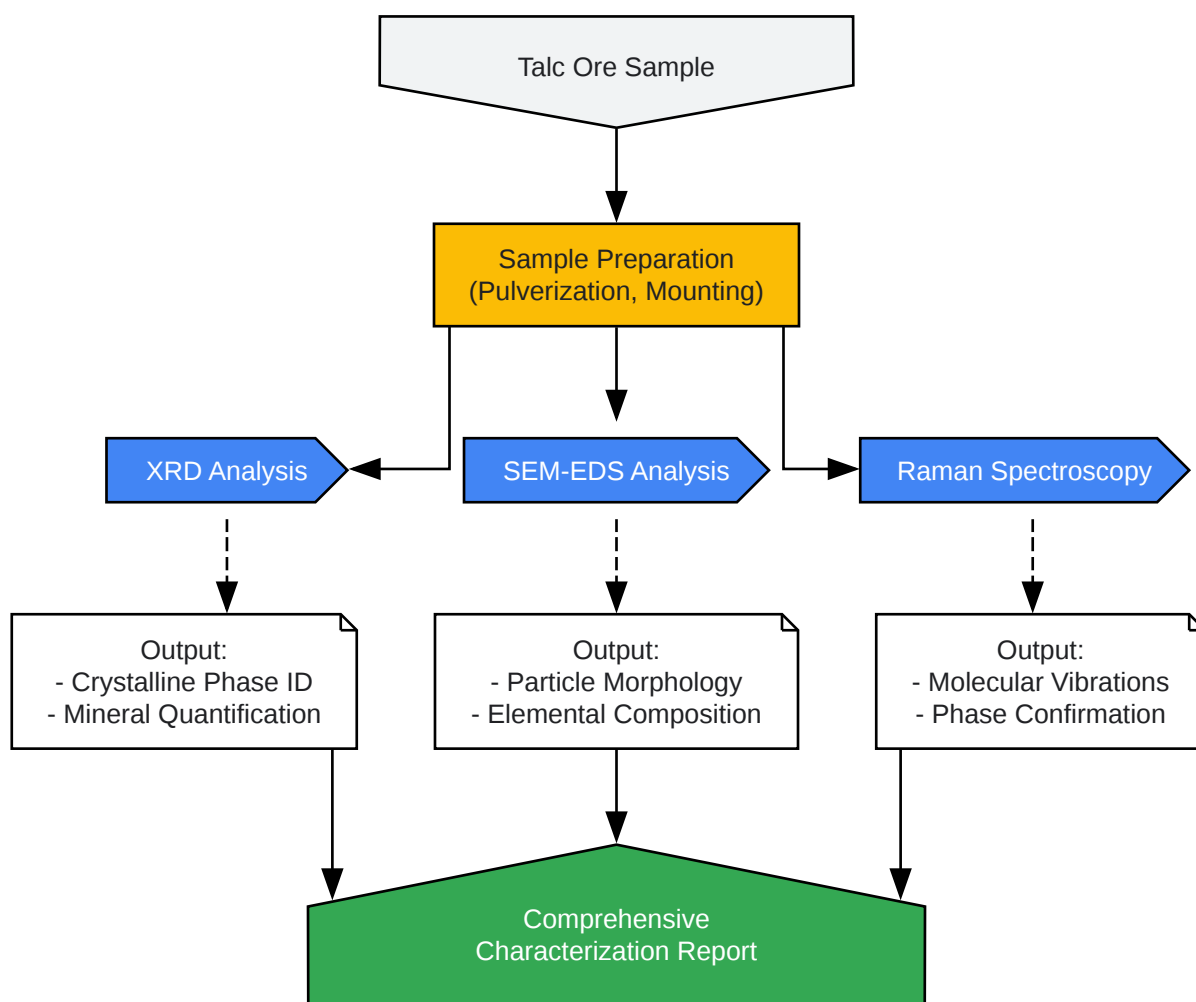 Talc Ore Sample
Sample Preparation
(Pulverization, Mounting)
XRD Analysis
SEM-EDS Analysis
Raman Spectroscopy
Output:
- Crystalline Phase ID
- Mineral Quantification
Output:
- Particle Morphology
- Elemental Composition
Output:
- Molecular Vibrations
- Phase Confirmation
Comprehensive
Characterization Report